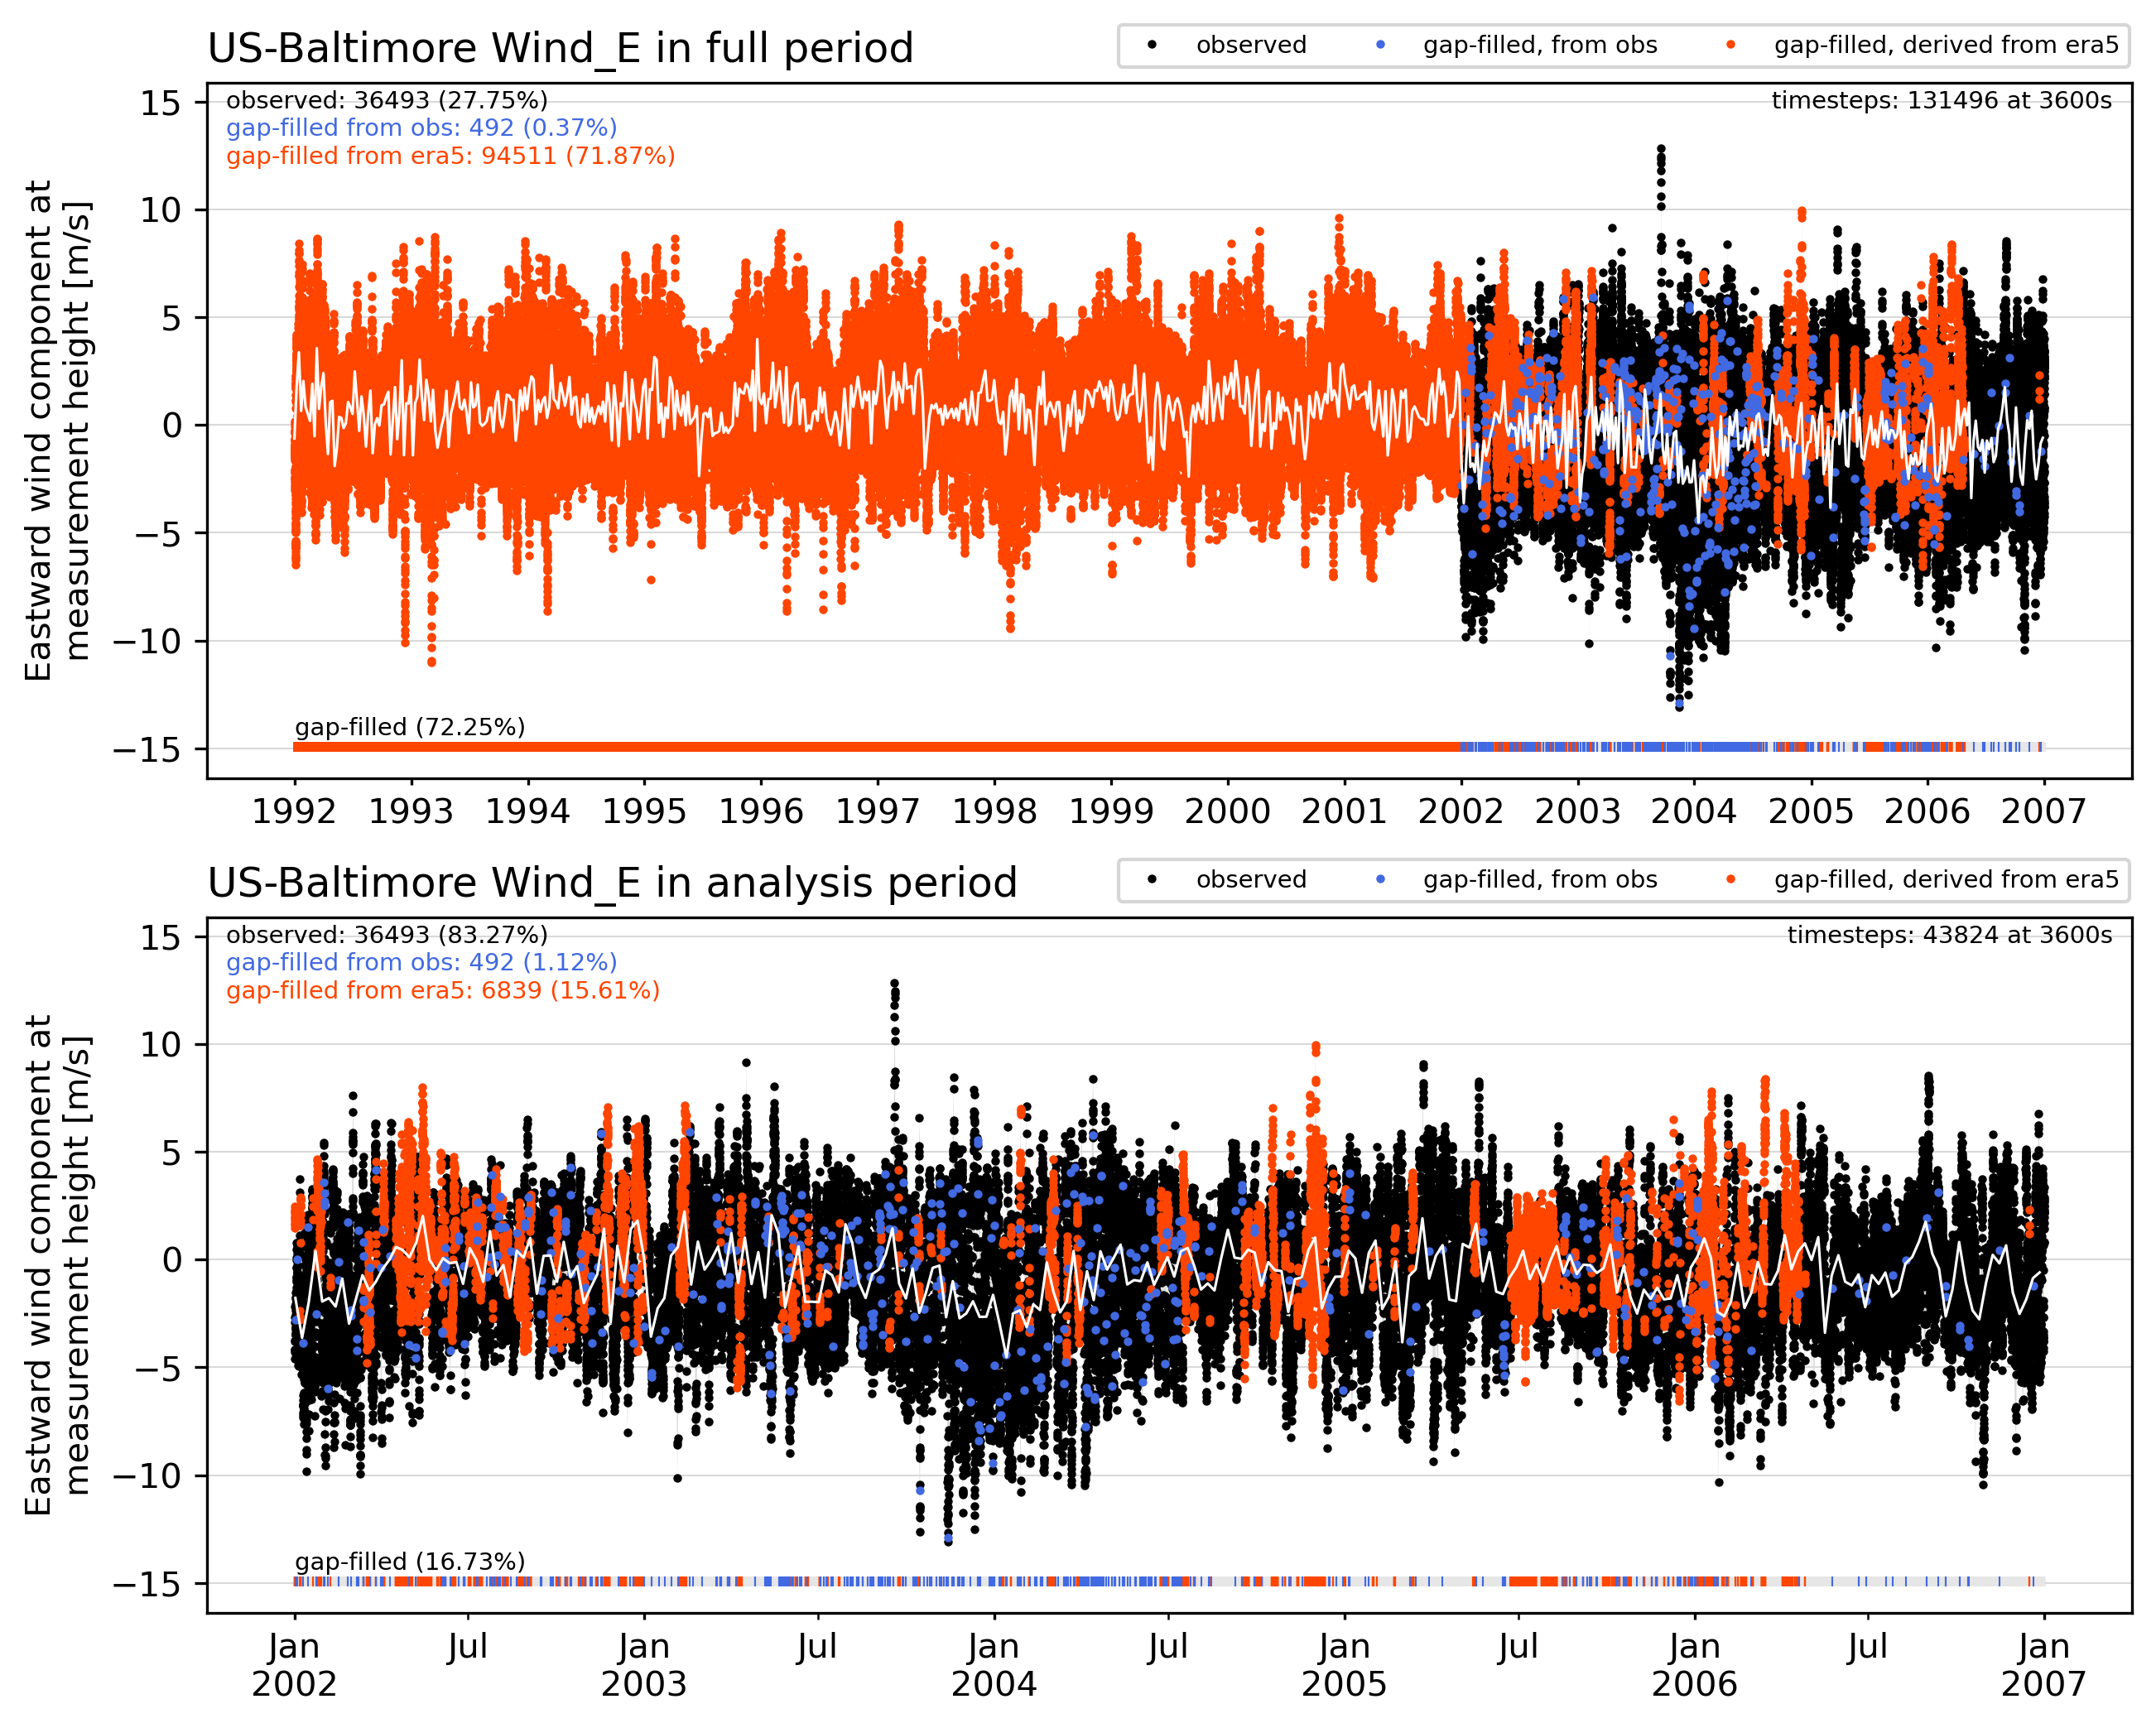 US-Baltimore Wind_E in full period
observed gap-filled, from obs gap-filled, derived from era5
observed: 36493 (27.75%)
timesteps: 131496 at 3600s
gap-filled from obs: 492 (0.37%)
gap-filled from era5: 94511 (71.87%)
Eastward wind component at
measurement height [m/s]
15
10
5
0
−5
−10
−15
gap-filled (72.25%)
1992 1993 1994 1995 1996 1997 1998 1999 2000 2001 2002 2003 2004 2005 2006 2007
US-Baltimore Wind_E in analysis period
observed gap-filled, from obs gap-filled, derived from era5
observed: 36493 (83.27%)
timesteps: 43824 at 3600s
gap-filled from obs: 492 (1.12%)
gap-filled from era5: 6839 (15.61%)
Eastward wind component at
measurement height [m/s]
15
10
5
0
−5
−10
−15
gap-filled (16.73%)
Jan Jul Jan Jul Jan Jul Jan Jul Jan Jul Jan
2002 2003 2004 2005 2006 2007